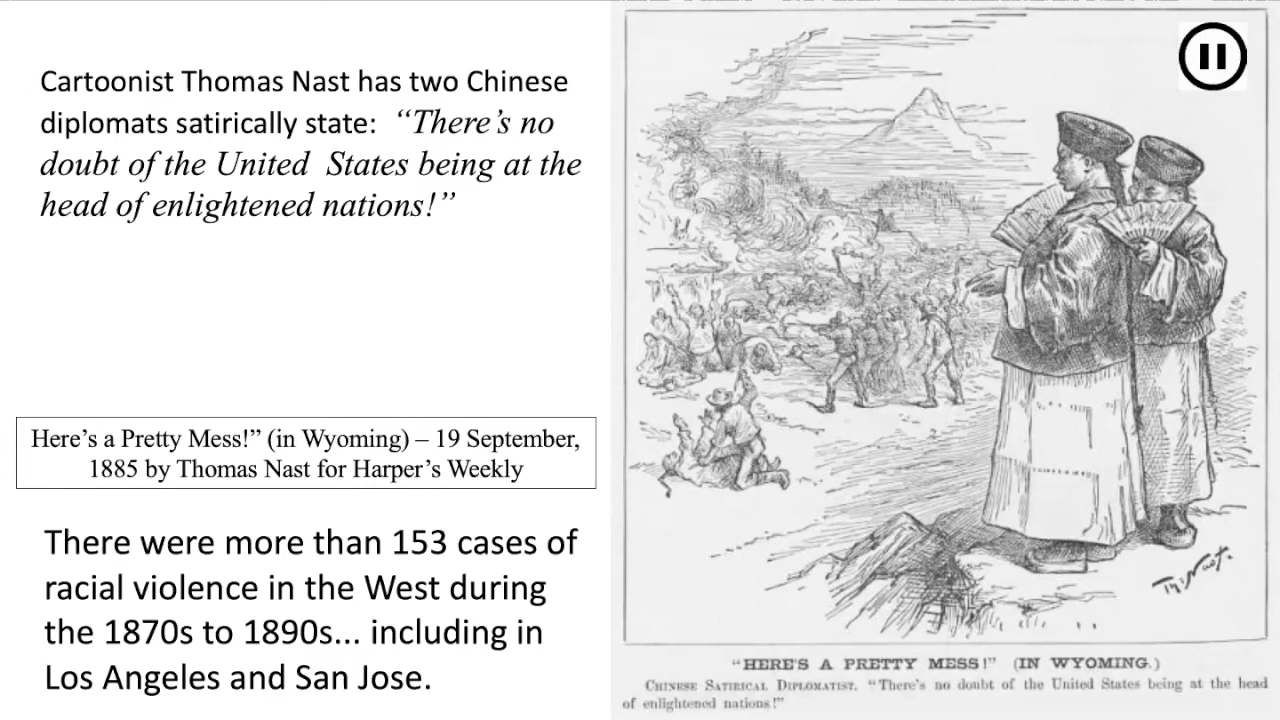 Cartoonist Thomas Nast has two Chinese
diplomats satirically state:  “There’s no
doubt of the United  States being at the
head of enlightened nations!”
Here’s a Pretty Mess!” (in Wyoming) – 19 September,
1885 by Thomas Nast for Harper’s Weekly
There were more than 153 cases of
racial violence in the West during
the 1870s to 1890s... including in
Los Angeles and San Jose.
Th: Nast.
“HERE’S A PRETTY MESS!” (IN WYOMING.)
CHINESE SATIRICAL DIPLOMATIST. “There’s no doubt of the United States being at the head
of enlightened nations!”